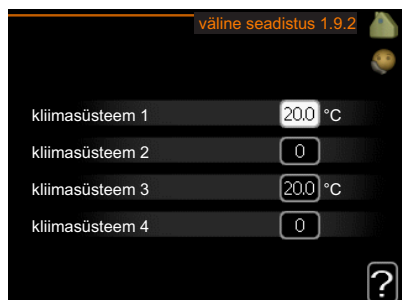 väline seadistus 1.9.2
kliimasüsteem 1 20.0 °C
kliimasüsteem 2 0
kliimasüsteem 3 20.0 °C
kliimasüsteem 4 0
?